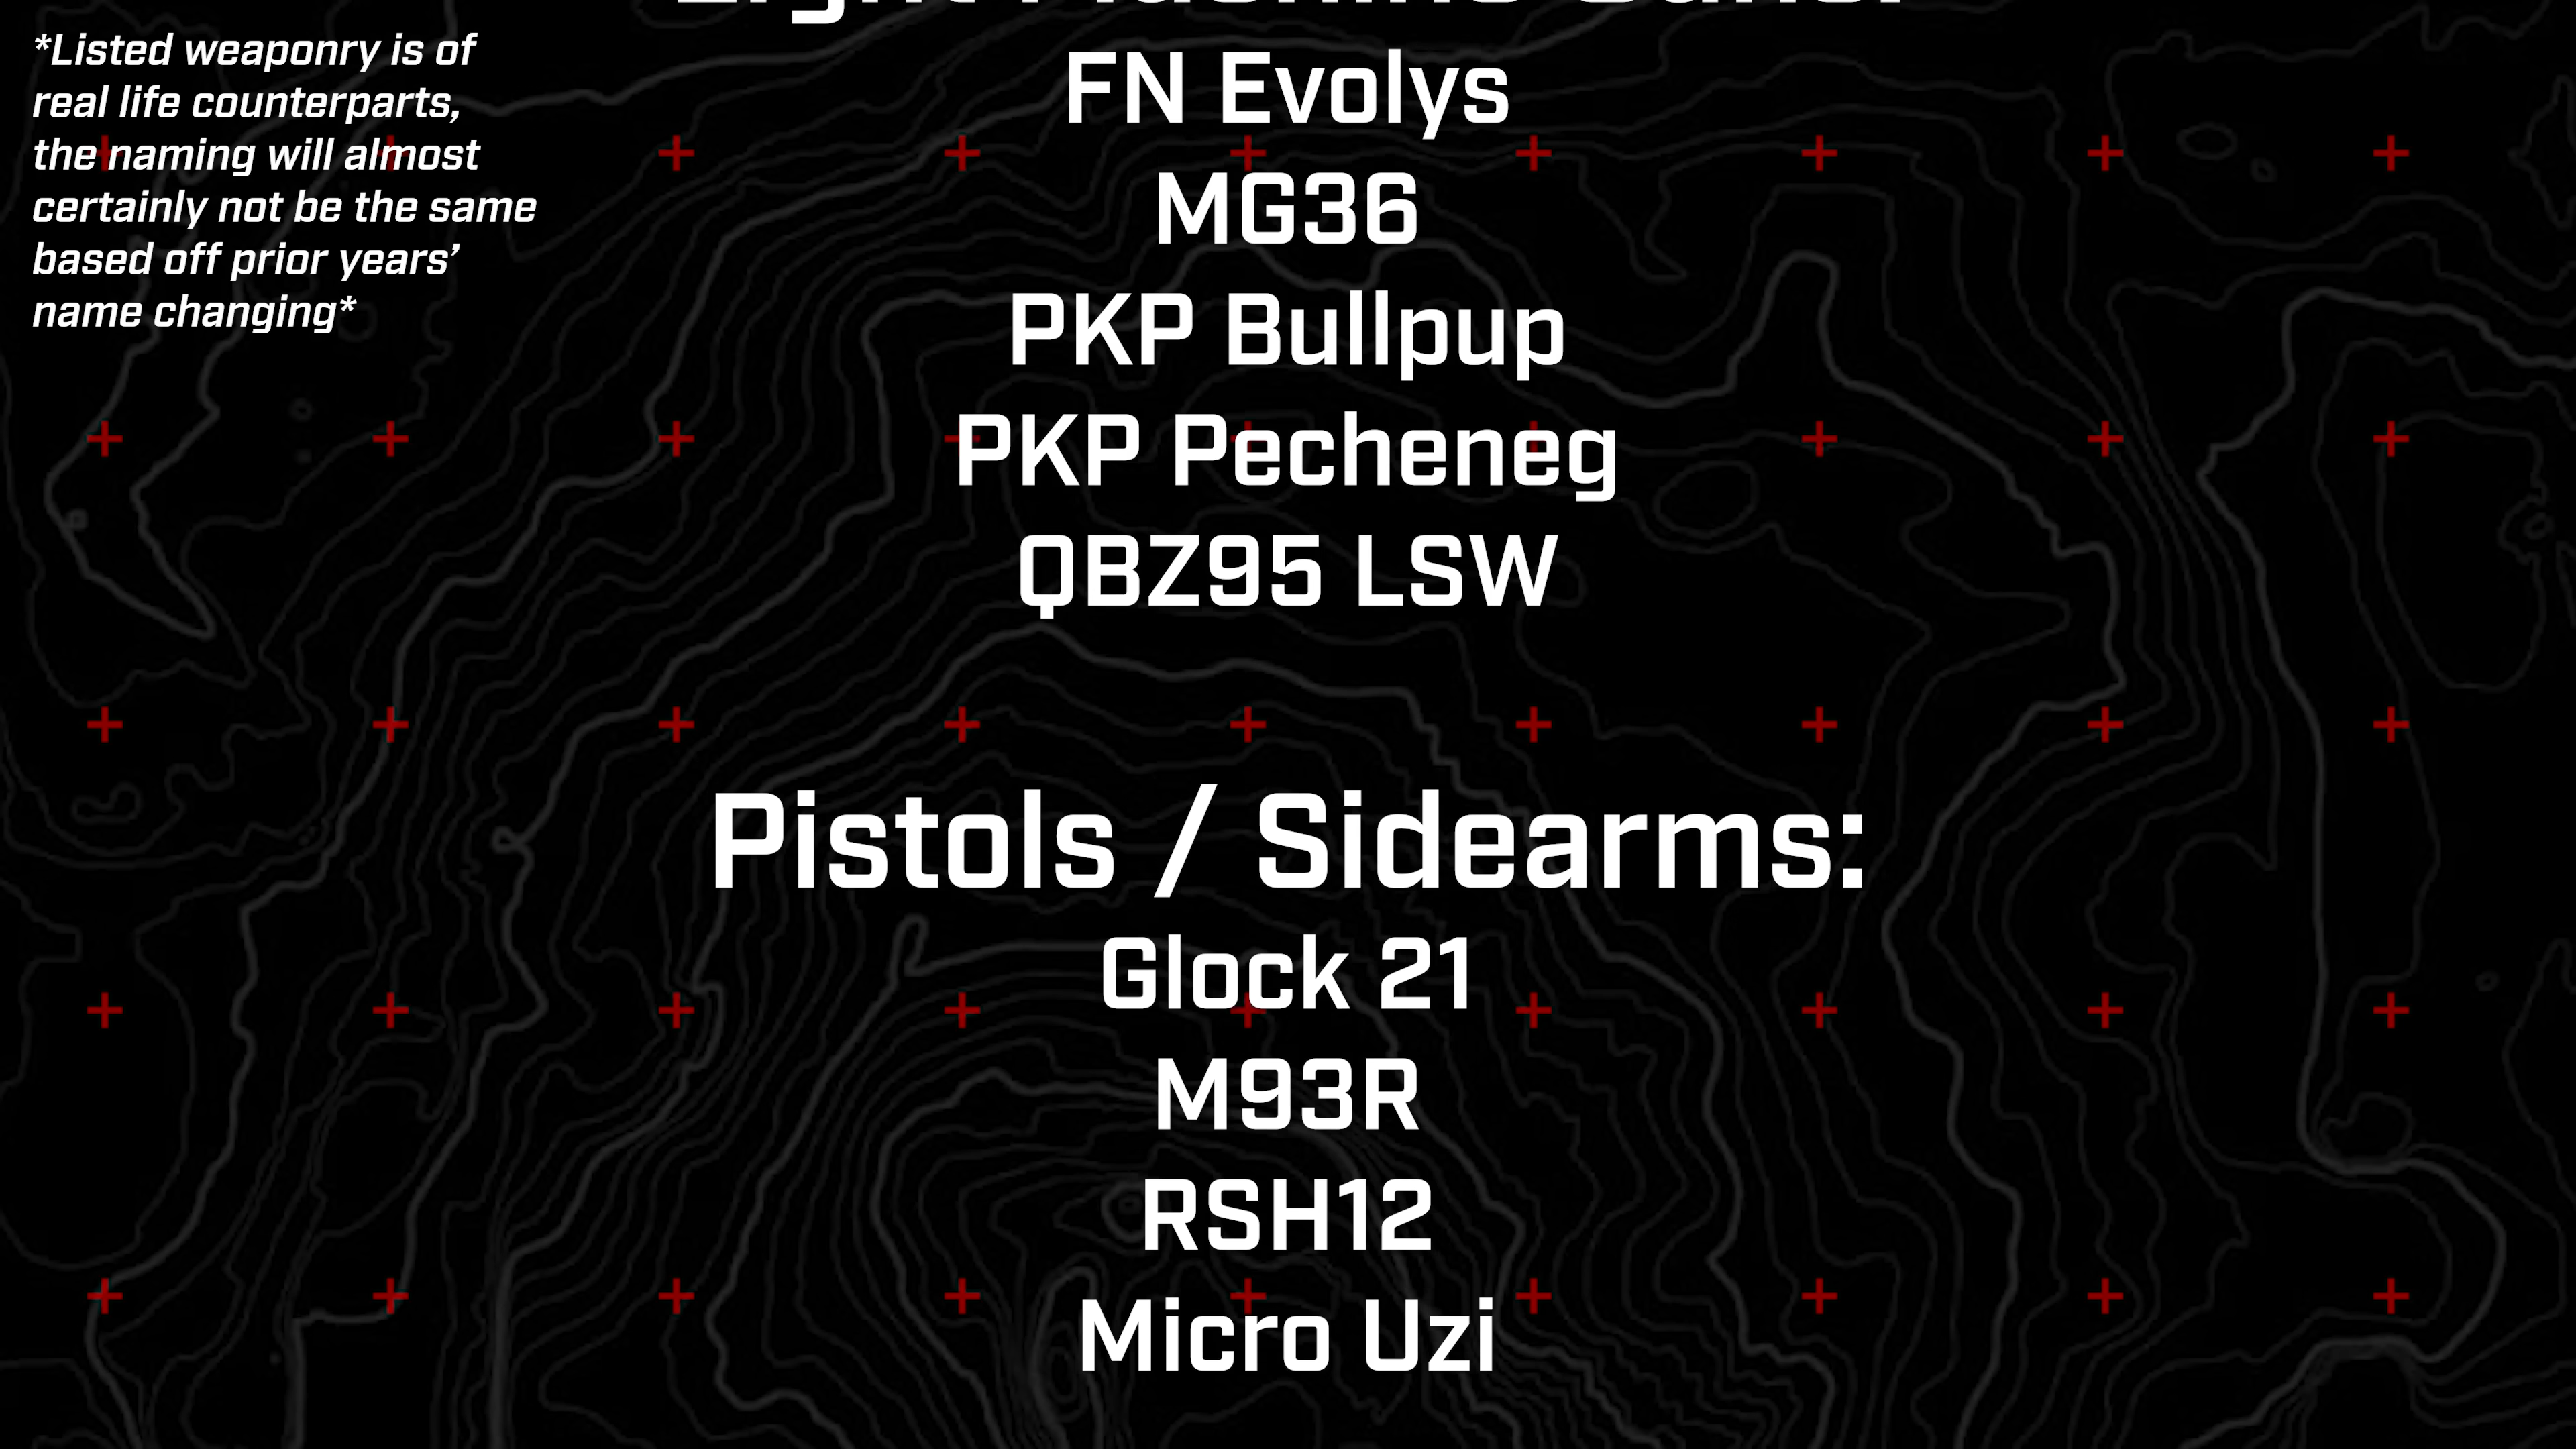 *Listed weaponry is of
real life counterparts,
the naming will almost
certainly not be the same
based off prior years’
name changing*
FN Evolys
MG36
PKP Bullpup
PKP Pecheneg
QBZ95 LSW
Pistols / Sidearms:
Glock 21
M93R
RSH12
Micro Uzi